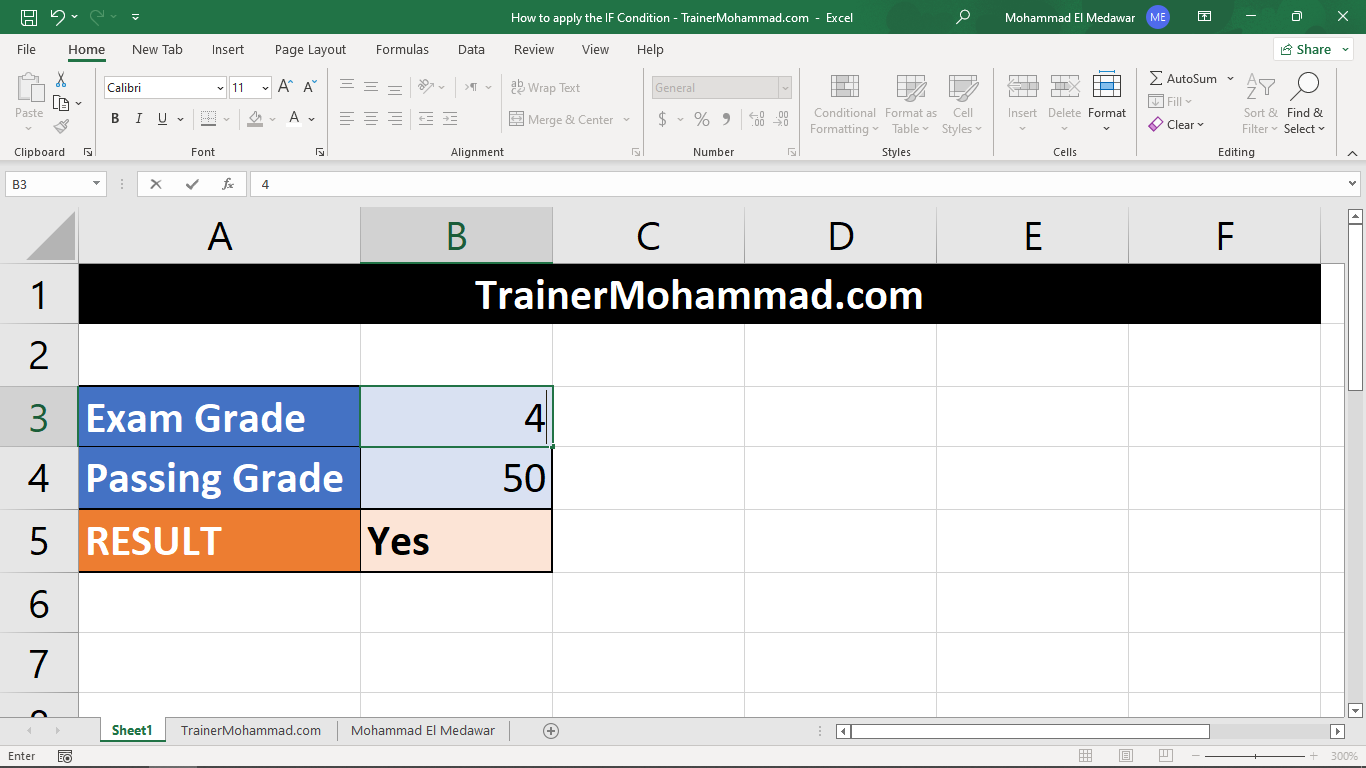 How to apply the IF Condition - TrainerMohammad.com - Excel
Mohammad El Medawar ME
File Home New Tab Insert Page Layout Formulas Data Review View Help Share
Paste
Calibri 11 A A
B I U A
ab Wrap Text
Merge & Center
General
$ % 9
Conditional Formatting
Format as Table
Cell Styles
Insert Delete Format
AutoSum
Fill
Clear
Sort & Filter
Find & Select
Clipboard Font Alignment Number Styles Cells Editing
B3 fx 4
A B C D E F
1 TrainerMohammad.com
2
3 Exam Grade 4
4 Passing Grade 50
5 RESULT Yes
6
7
Sheet1 TrainerMohammad.com Mohammad El Medawar
Enter 300%